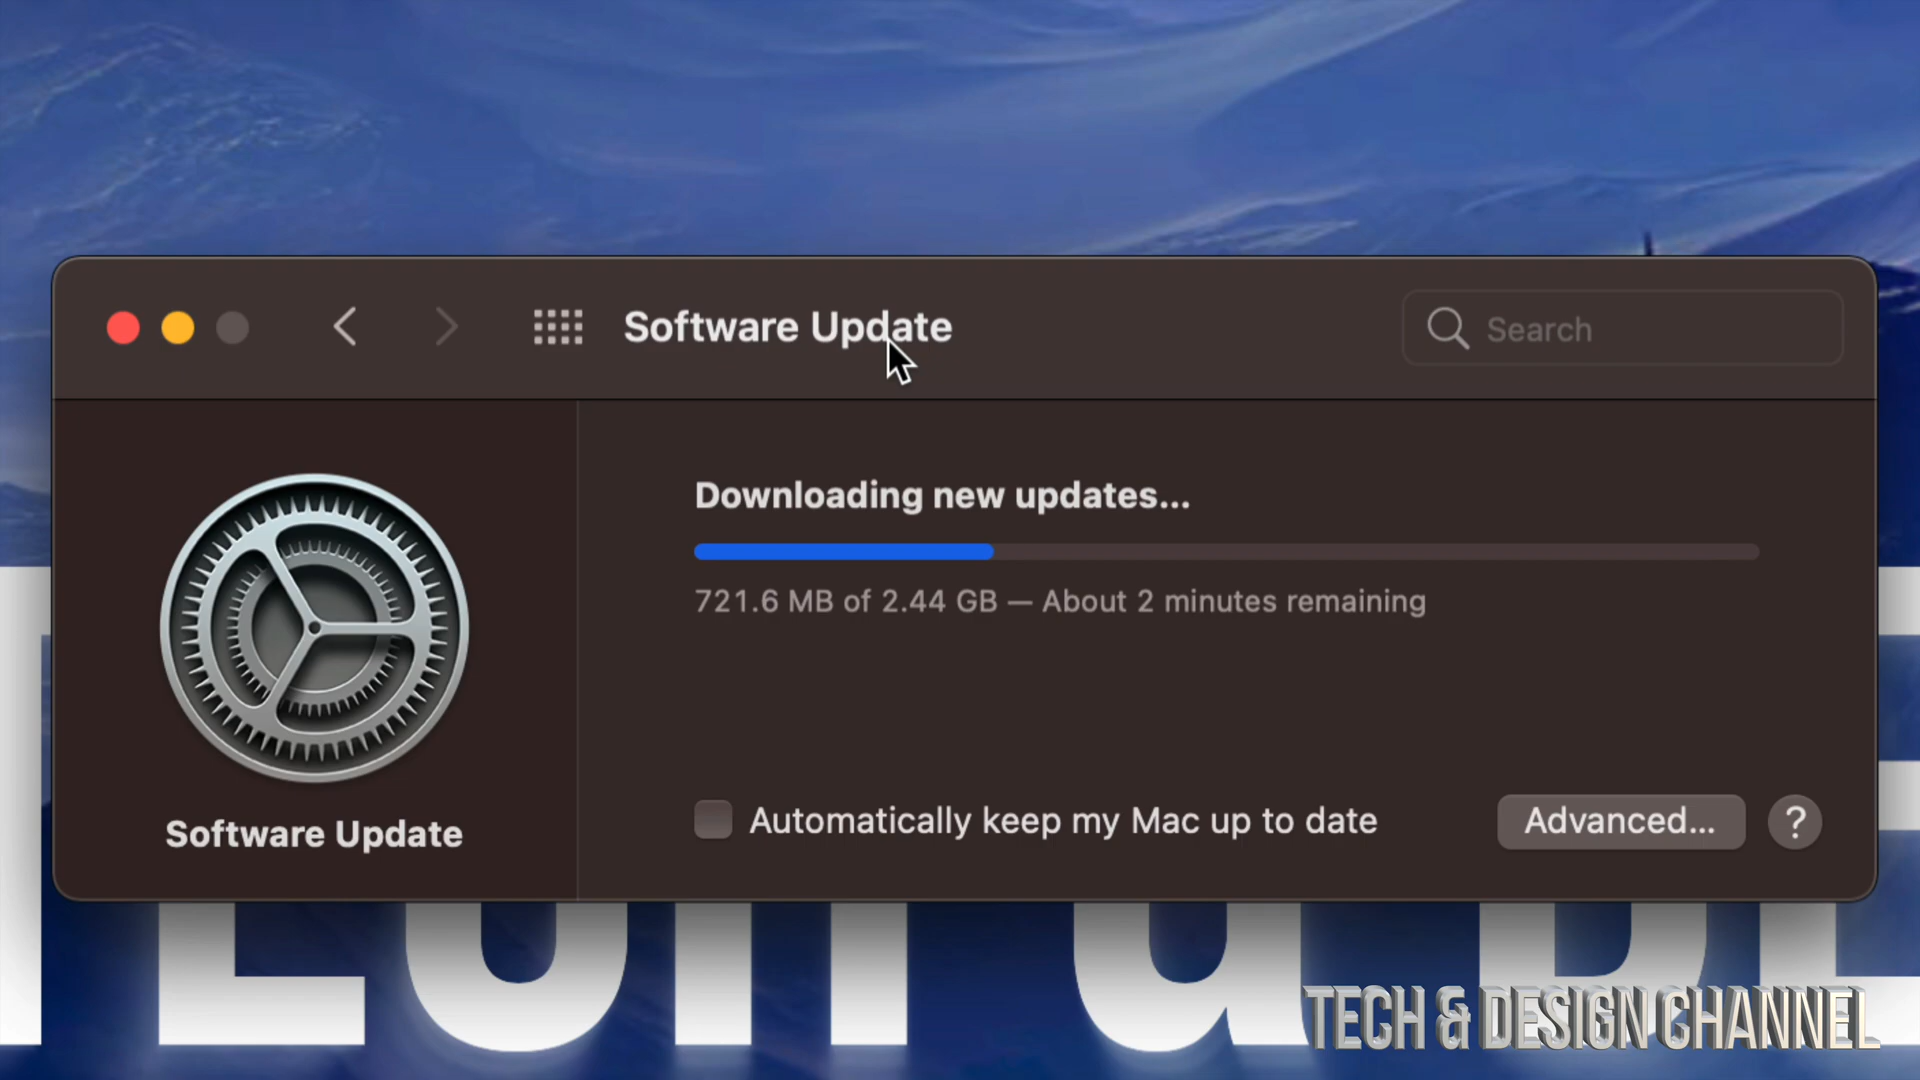 Software Update
Search
Downloading new updates...
721.6 MB of 2.44 GB — About 2 minutes remaining
Software Update
Automatically keep my Mac up to date
Advanced...
?
TECH & DESIGN CHANNEL